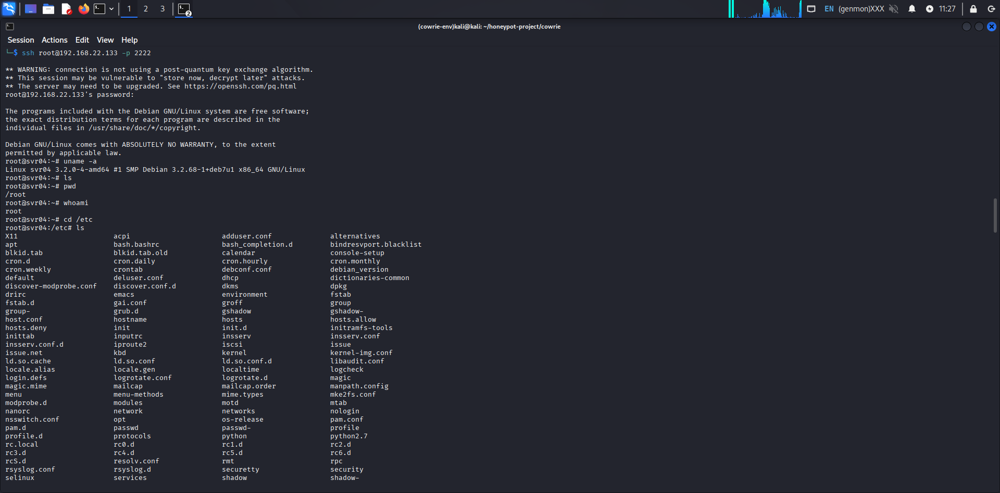 1 2 3 2 EN (genmon)XXX 11:27
(cowrie-env)kali@kali: ~/honeypot-project/cowrie
Session Actions Edit View Help
└─$ ssh root@192.168.22.133 -p 2222
** WARNING: connection is not using a post-quantum key exchange algorithm.
** This session may be vulnerable to "store now, decrypt later" attacks.
** The server may need to be upgraded. See https://openssh.com/pq.html
root@192.168.22.133's password:
The programs included with the Debian GNU/Linux system are free software;
the exact distribution terms for each program are described in the
individual files in /usr/share/doc/*/copyright.
Debian GNU/Linux comes with ABSOLUTELY NO WARRANTY, to the extent
permitted by applicable law.
root@svr04:~# uname -a
Linux svr04 3.2.0-4-amd64 #1 SMP Debian 3.2.68-1+deb7u1 x86_64 GNU/Linux
root@svr04:~# ls
root@svr04:~# pwd
/root
root@svr04:~# whoami
root
root@svr04:~# cd /etc
root@svr04:/etc# ls
X11 acpi adduser.conf alternatives
apt bash.bashrc bash_completion.d bindresvport.blacklist
blkid.tab blkid.tab.old calendar console-setup
cron.d cron.daily cron.hourly cron.monthly
cron.weekly crontab debconf.conf debian_version
default deluser.conf dhcp dictionaries-common
discover-modprobe.conf discover.conf.d dkms dpkg
drirc emacs environment fstab
fstab.d gai.conf groff group
group- grub.d gshadow gshadow-
host.conf hostname hosts hosts.allow
hosts.deny init init.d initramfs-tools
inittab inputrc insserv insserv.conf
insserv.conf.d iproute2 iscsi issue
issue.net kbd kernel kernel-img.conf
ld.so.cache ld.so.conf ld.so.conf.d libaudit.conf
locale.alias locale.gen localtime logcheck
login.defs logrotate.conf logrotate.d magic
magic.mime mailcap mailcap.order manpath.config
menu menu-methods mime.types mke2fs.conf
modprobe.d modules motd mtab
nanorc network networks nologin
nsswitch.conf opt os-release pam.conf
pam.d passwd passwd- profile
profile.d protocols python python2.7
rc.local rc0.d rc1.d rc2.d
rc3.d rc4.d rc5.d rc6.d
rcS.d resolv.conf rmt rpc
rsyslog.conf rsyslog.d securetty security
selinux services shadow shadow-